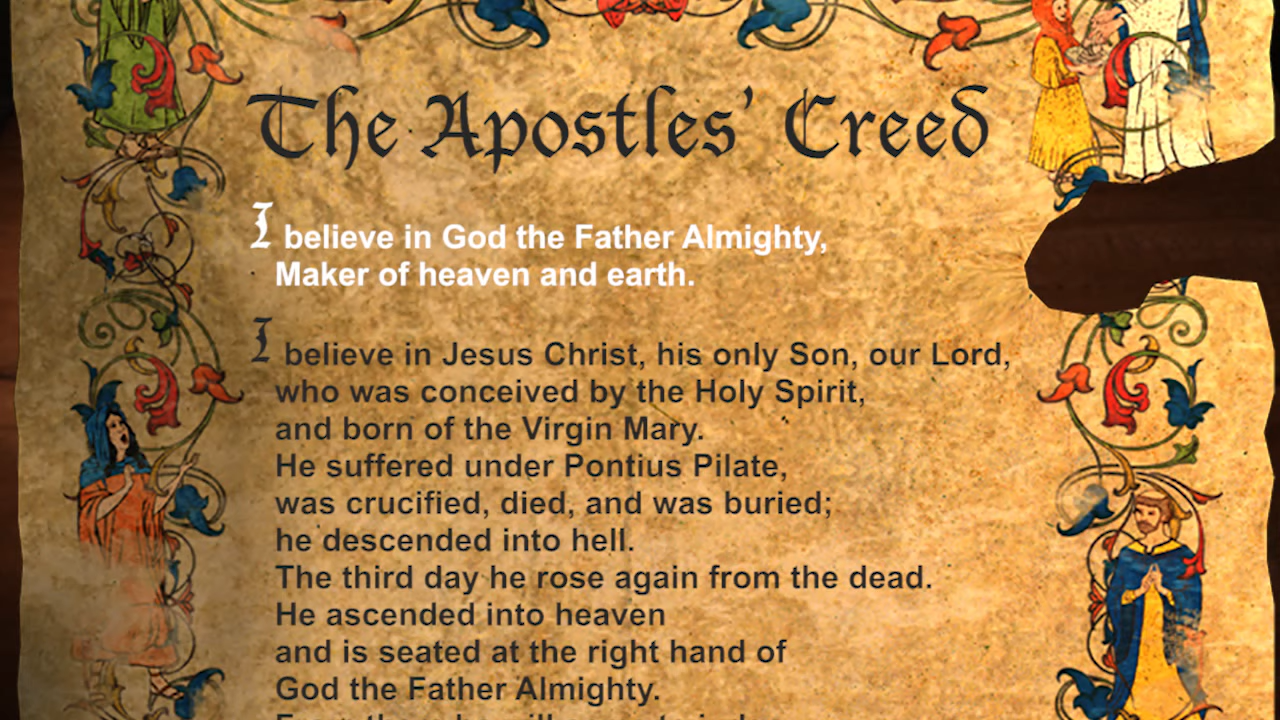 The Apostles' Creed
I believe in God the Father Almighty,
Maker of heaven and earth.
I believe in Jesus Christ, his only Son, our Lord,
who was conceived by the Holy Spirit,
and born of the Virgin Mary.
He suffered under Pontius Pilate,
was crucified, died, and was buried;
he descended into hell.
The third day he rose again from the dead.
He ascended into heaven
and is seated at the right hand of
God the Father Almighty.